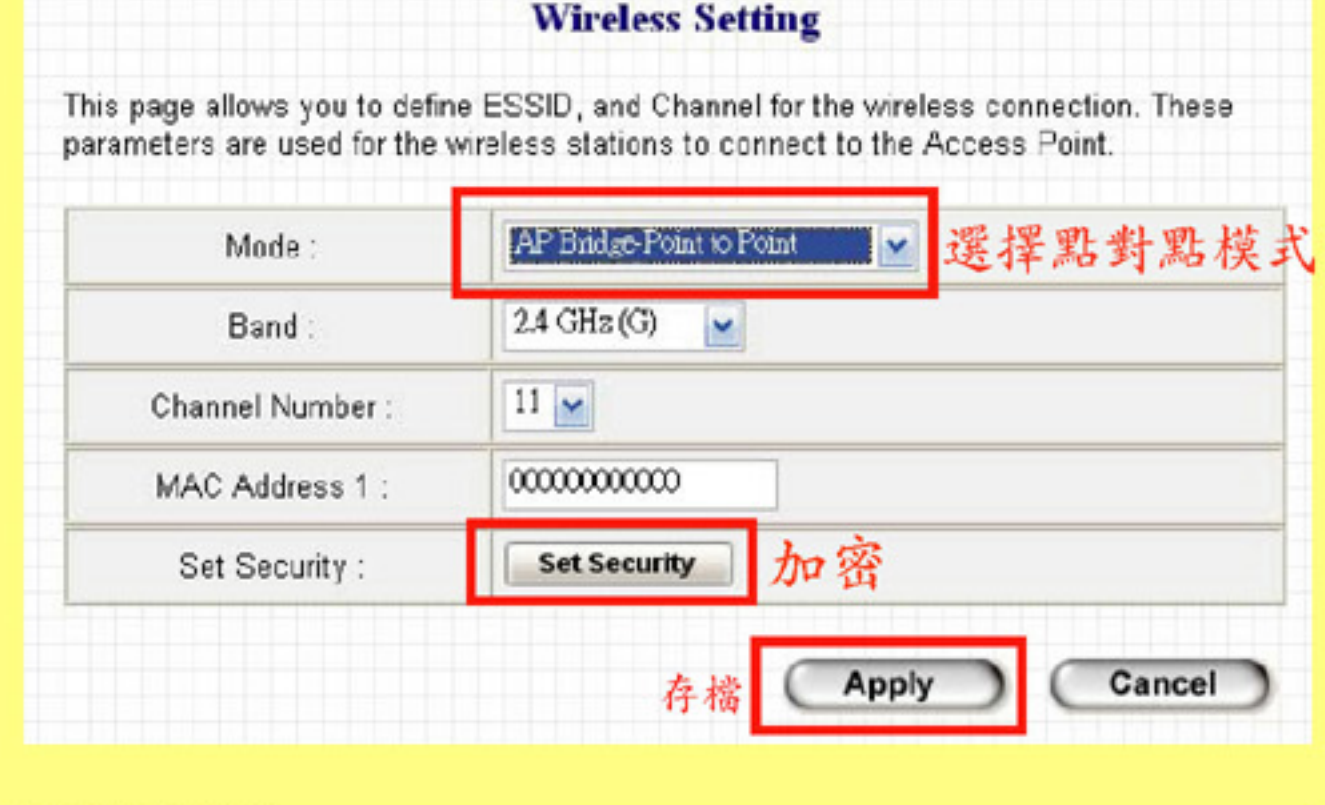 Wireless Setting
This page allows you to define ESSID, and Channel for the wireless connection. These
parameters are used for the wireless stations to connect to the Access Point.
Mode : AP Bridge-Point to Point 選擇點對點模式
Band : 2.4 GHz (G)
Channel Number : 11
MAC Address 1 : 000000000000
Set Security : Set Security 加密
存檔 Apply Cancel